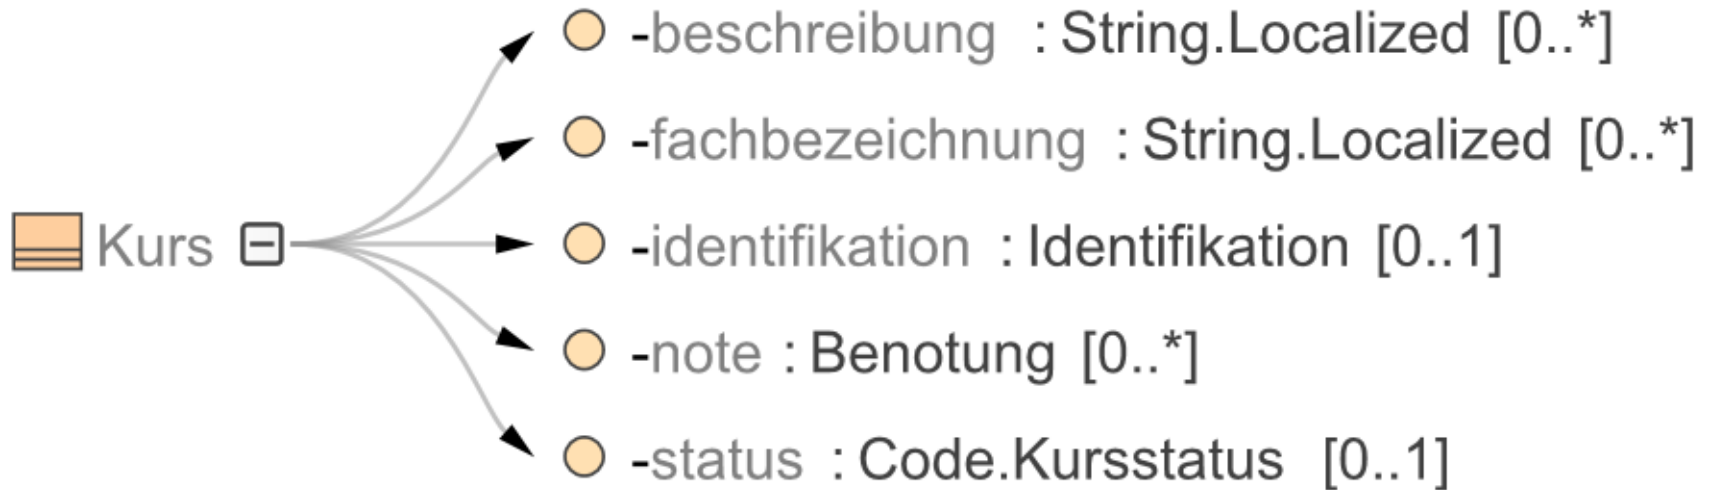 -beschreibung : String.Localized [0..*]
-fachbezeichnung : String.Localized [0..*]
Kurs
-identifikation : Identifikation [0..1]
-note : Benotung [0..*]
-status : Code.Kursstatus [0..1]